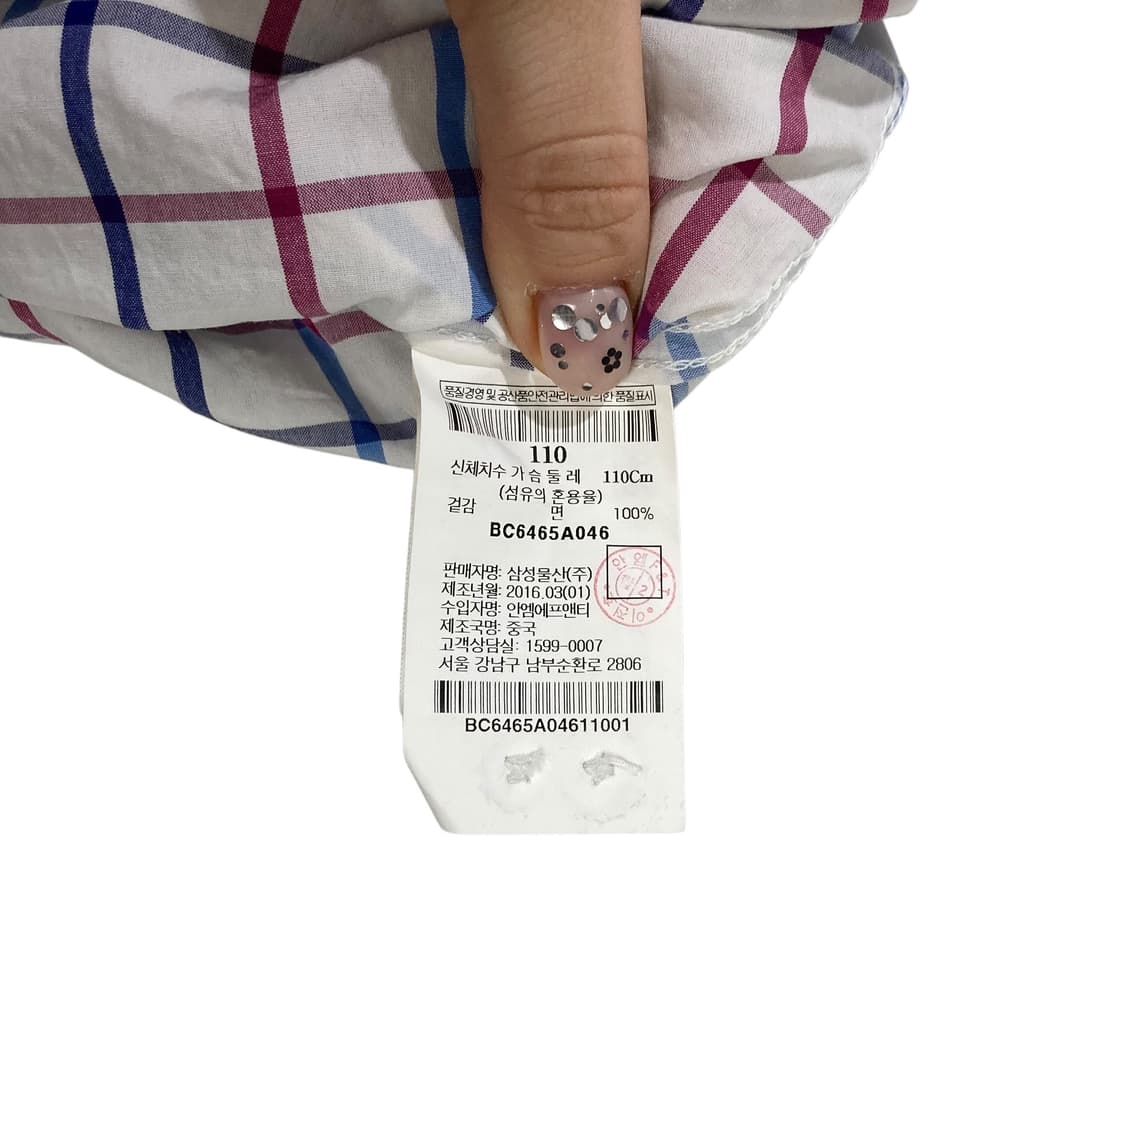 품질경영 및 공산품안전관리법에 의한 품질표시
110
신체치수 가슴둘레 110Cm
(섬유의 혼용율)
겉감 면 100%
BC6465A046
판매자명: 삼성물산(주)
제조년월: 2016.03(01)
수입자명: 안엠에프앤티
제조국명: 중국
고객상담실: 1599-0007
서울 강남구 남부순환로 2806
BC6465A04611001